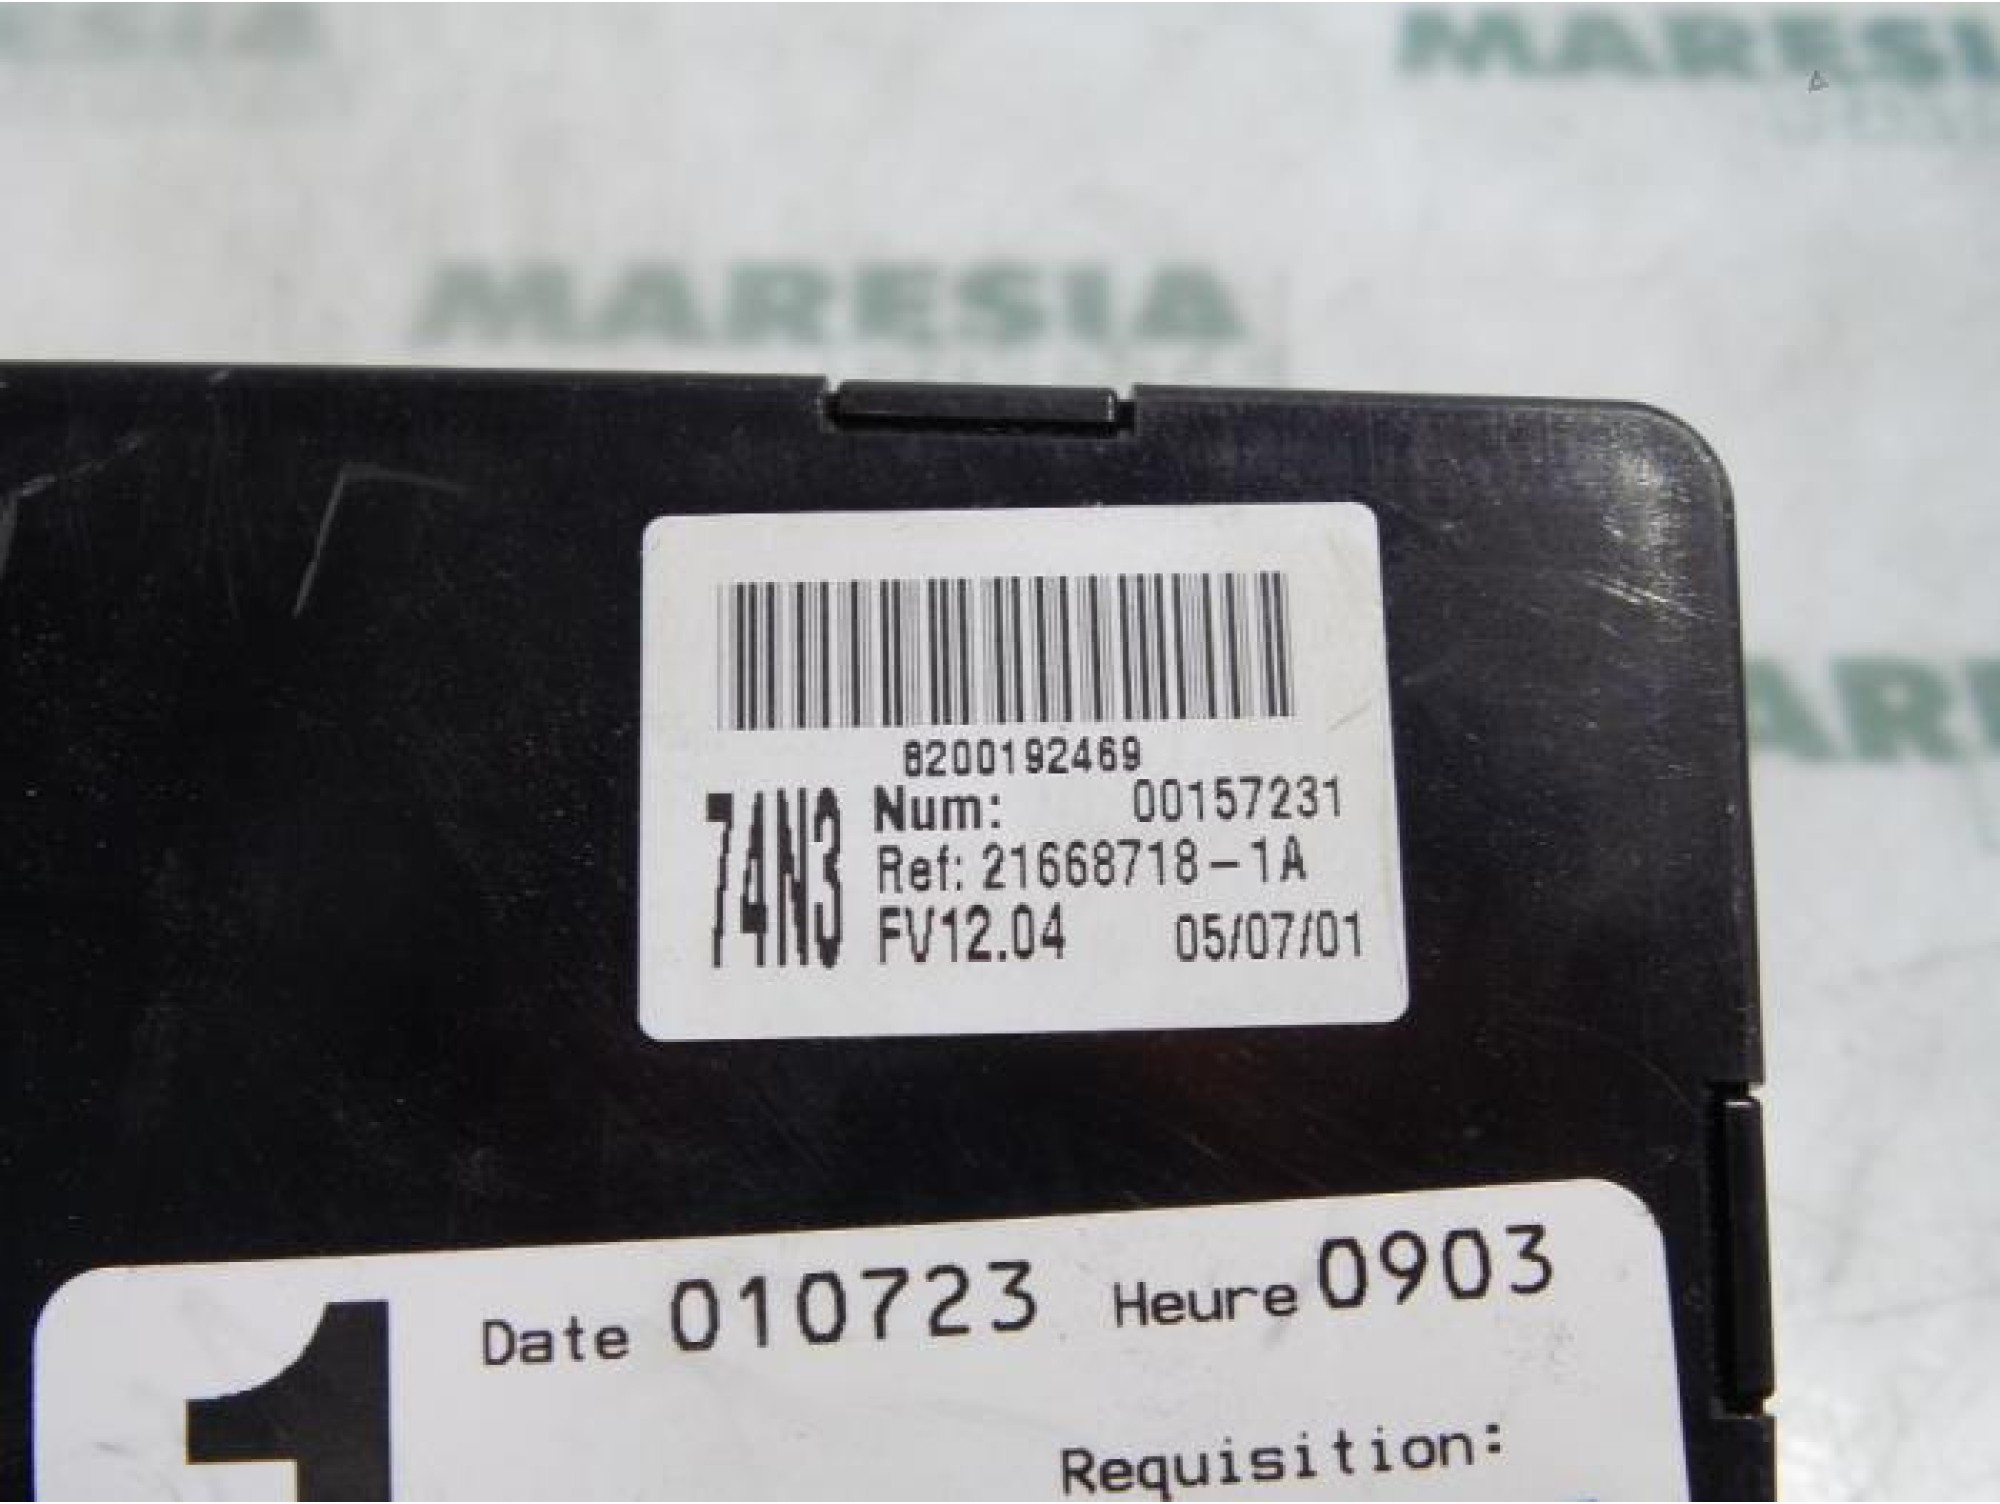 MARESIA
MARESIA
8200192469
74N3
Num: 00157231
Ref: 21668718-1A
FV12.04 05/07/01
1 Date 010723 Heure 0903
Requisition: